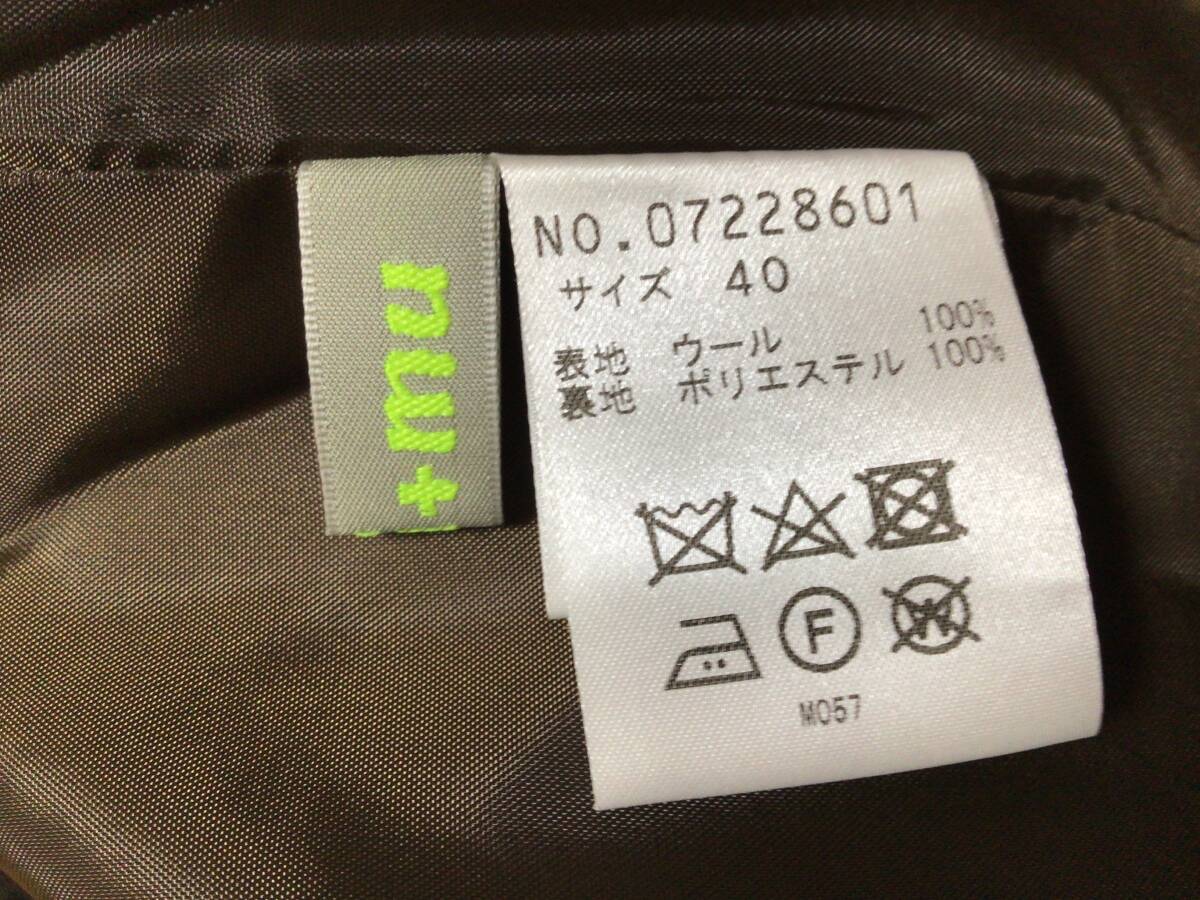 +mu
NO.07228601
サイズ 40
表地 ウール 100%
裏地 ポリエステル 100%
F
W
M057